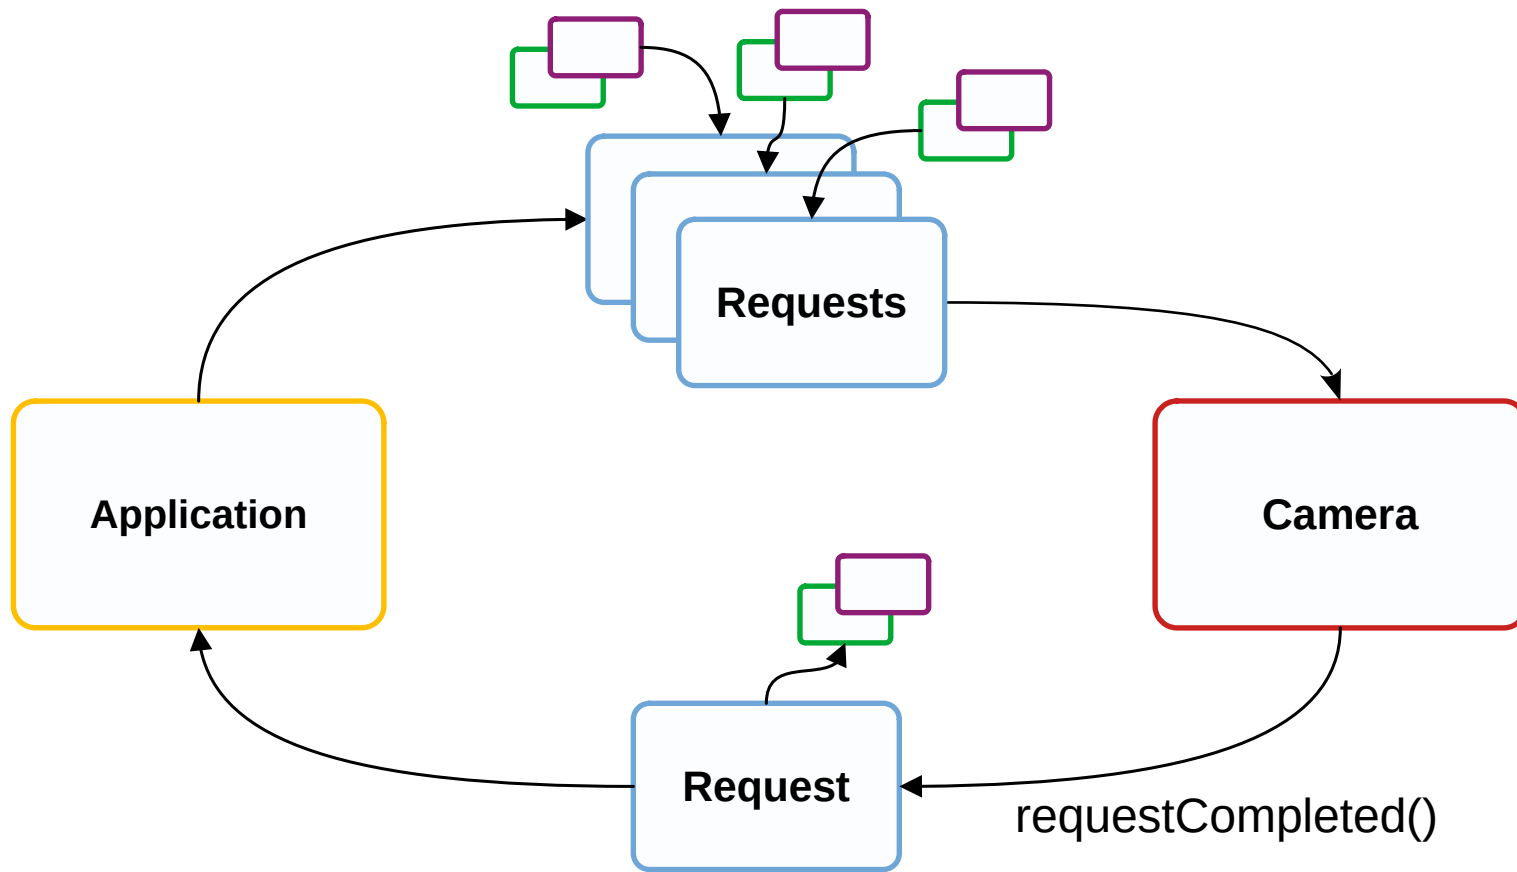 Requests
Application
Camera
Request
requestCompleted()